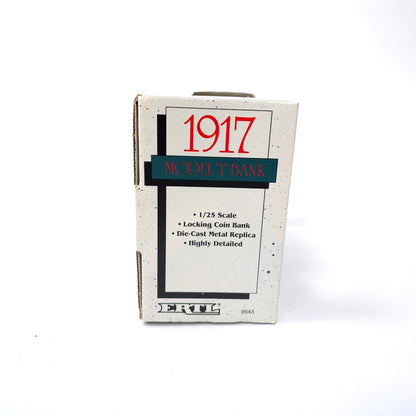 1917
MODEL T BANK
• 1/25 Scale
• Locking Coin Bank
• Die-Cast Metal Replica
• Highly Detailed
ERTL
9543